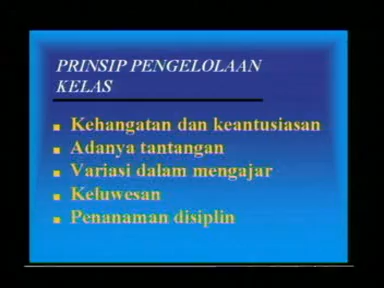 PRINSIP PENGELOLAAN
KELAS
Kehangatan dan keantusiasan
Adanya tantangan
Variasi dalam mengajar
Keluwesan
Penanaman disiplin